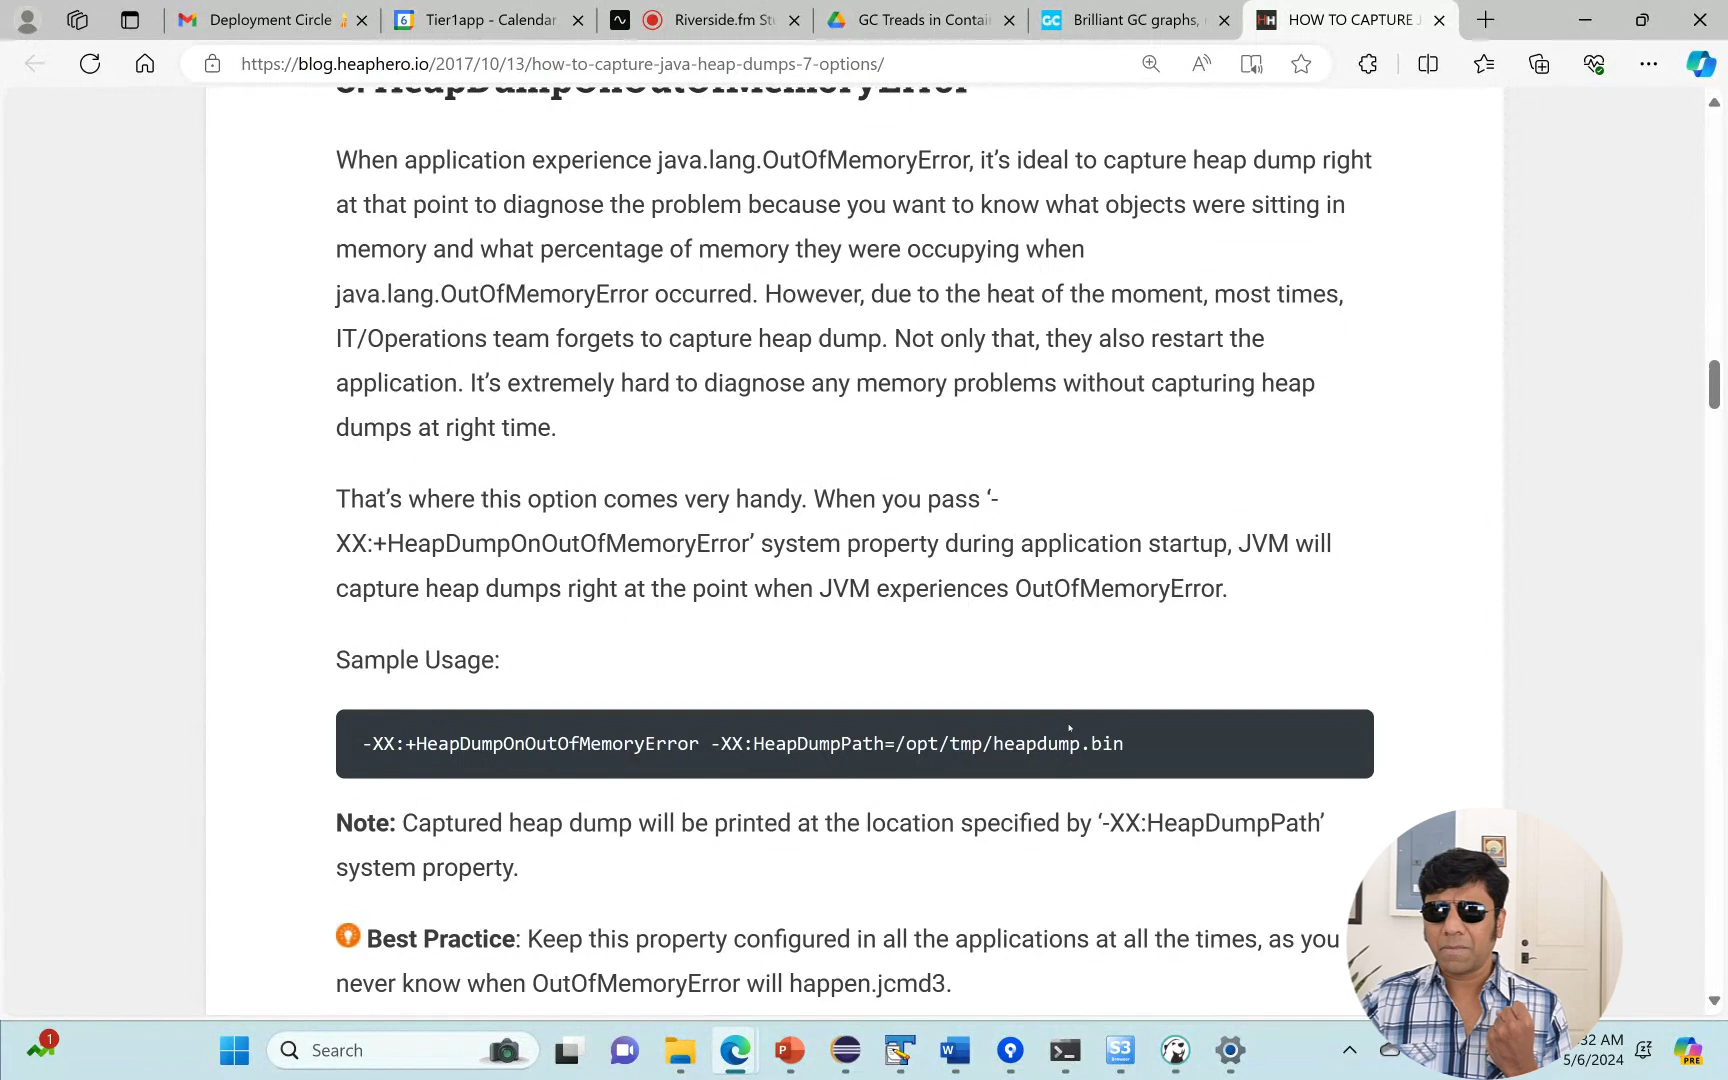 Deployment Circle
6
Tier1app - Calendar
Riverside.fm Stu
GC Treads in Contai
GC
Brilliant GC graphs,
HH
HOW TO CAPTURE J
https://blog.heaphero.io/2017/10/13/how-to-capture-java-heap-dumps-7-options/
HeapDumpOnOutOfMemoryError
When application experience java.lang.OutOfMemoryError, it’s ideal to capture heap dump right
at that point to diagnose the problem because you want to know what objects were sitting in
memory and what percentage of memory they were occupying when
java.lang.OutOfMemoryError occurred. However, due to the heat of the moment, most times,
IT/Operations team forgets to capture heap dump. Not only that, they also restart the
application. It’s extremely hard to diagnose any memory problems without capturing heap
dumps at right time.
That’s where this option comes very handy. When you pass ‘-
XX:+HeapDumpOnOutOfMemoryError’ system property during application startup, JVM will
capture heap dumps right at the point when JVM experiences OutOfMemoryError.
Sample Usage:
-XX:+HeapDumpOnOutOfMemoryError -XX:HeapDumpPath=/opt/tmp/heapdump.bin
Note: Captured heap dump will be printed at the location specified by ‘-XX:HeapDumpPath’
system property.
Best Practice: Keep this property configured in all the applications at all the times, as you
never know when OutOfMemoryError will happen.jcmd3.
1
Search
P
W
S3
:32 AM
5/6/2024
PRE